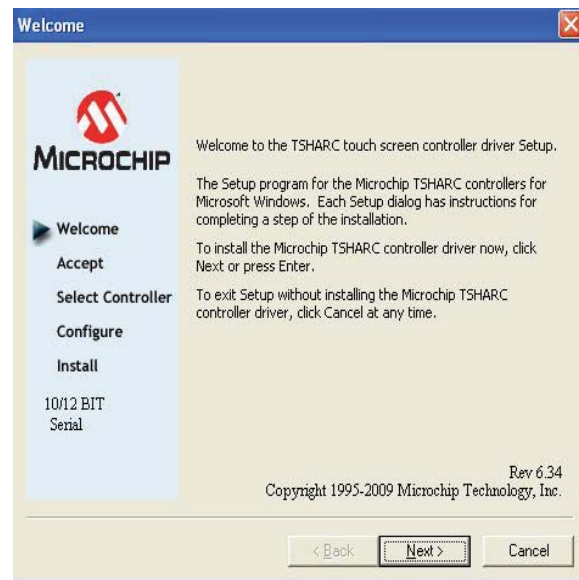 Welcome
MICROCHIP
Welcome
Accept
Select Controller
Configure
Install
10/12 BIT
Serial
Welcome to the TSHARC touch screen controller driver Setup.
The Setup program for the Microchip TSHARC controllers for
Microsoft Windows. Each Setup dialog has instructions for
completing a step of the installation.
To install the Microchip TSHARC controller driver now, click
Next or press Enter.
To exit Setup without installing the Microchip TSHARC
controller driver, click Cancel at any time.
Rev 6.34
Copyright 1995-2009 Microchip Technology, Inc.
< Back
Next >
Cancel